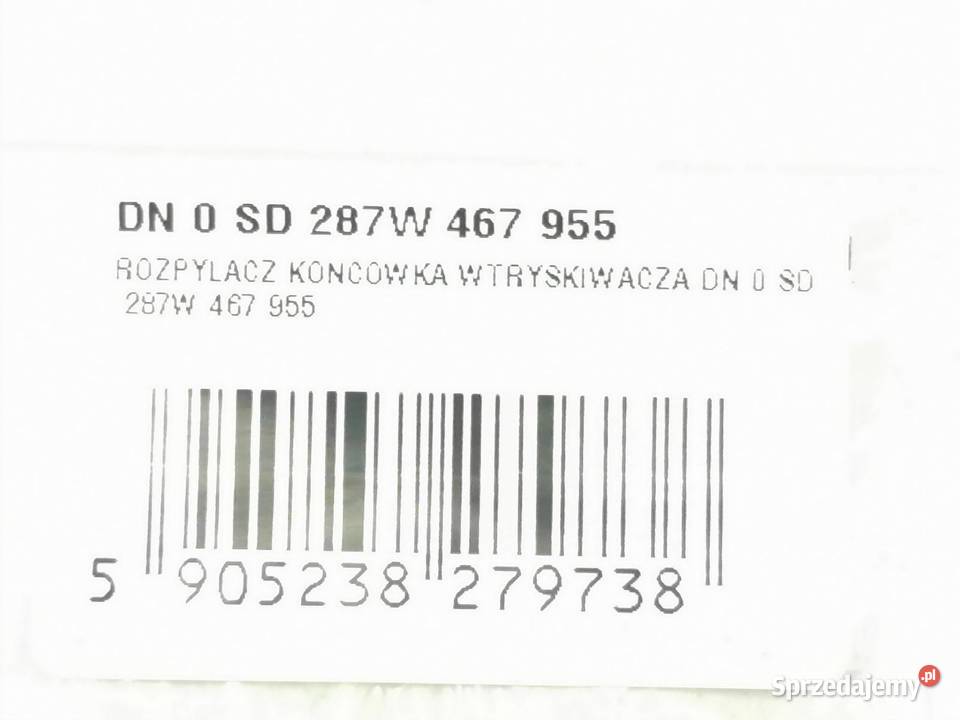 DN 0 SD 287W 467 955
ROZPYLACZ KONCOWKA WTRYSKIWACZA DN 0 SD
287W 467 955
5 905238 279738
Sprzedajemy.pl